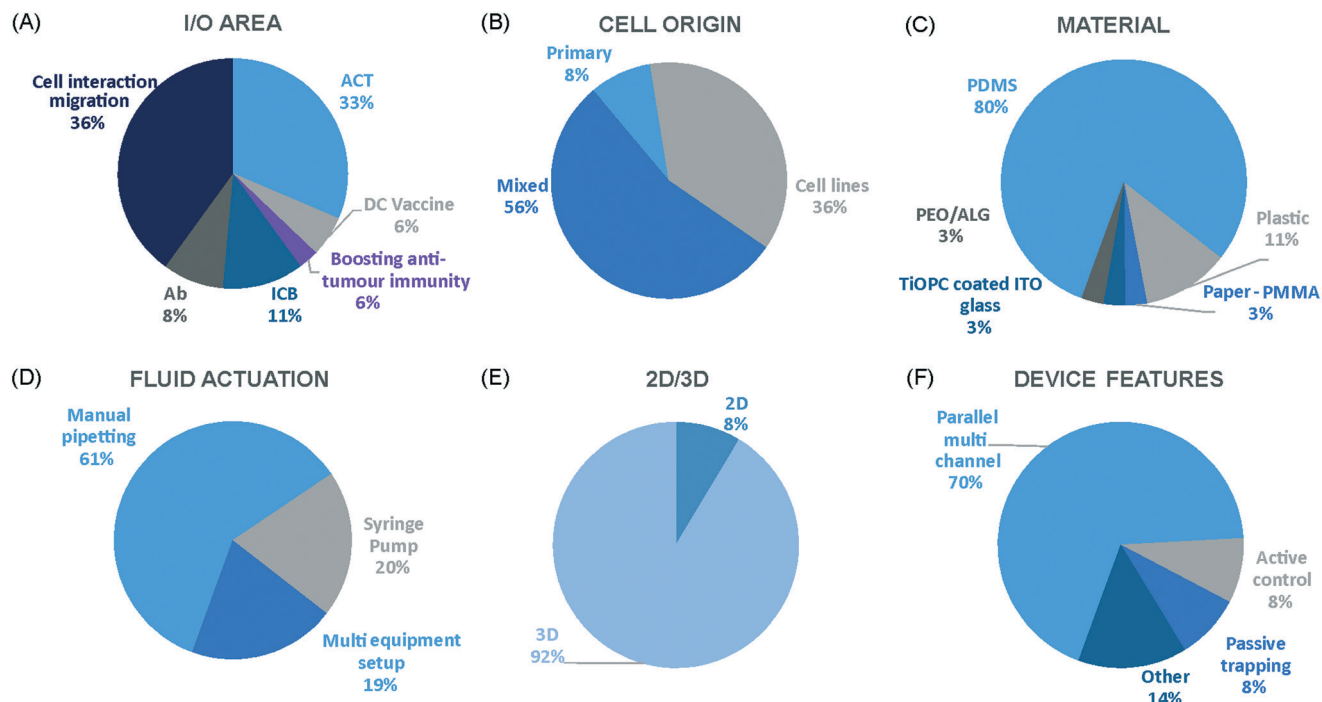 (A)
I/O AREA
Cell interaction
migration
36%
ACT
33%
DC Vaccine
6%
Boosting anti-
tumour immunity
6%
ICB
11%
Ab
8%
(B)
CELL ORIGIN
Primary
8%
Mixed
56%
Cell lines
36%
(C)
MATERIAL
PDMS
80%
PEO/ALG
3%
Plastic
11%
TiOPC coated ITO
glass
3%
Paper - PMMA
3%
(D)
FLUID ACTUATION
Manual
pipetting
61%
Syringe
Pump
20%
Multi equipment
setup
19%
(E)
2D/3D
2D
8%
3D
92%
(F)
DEVICE FEATURES
Parallel
multi
channel
70%
Active
control
8%
Passive
trapping
8%
Other
14%